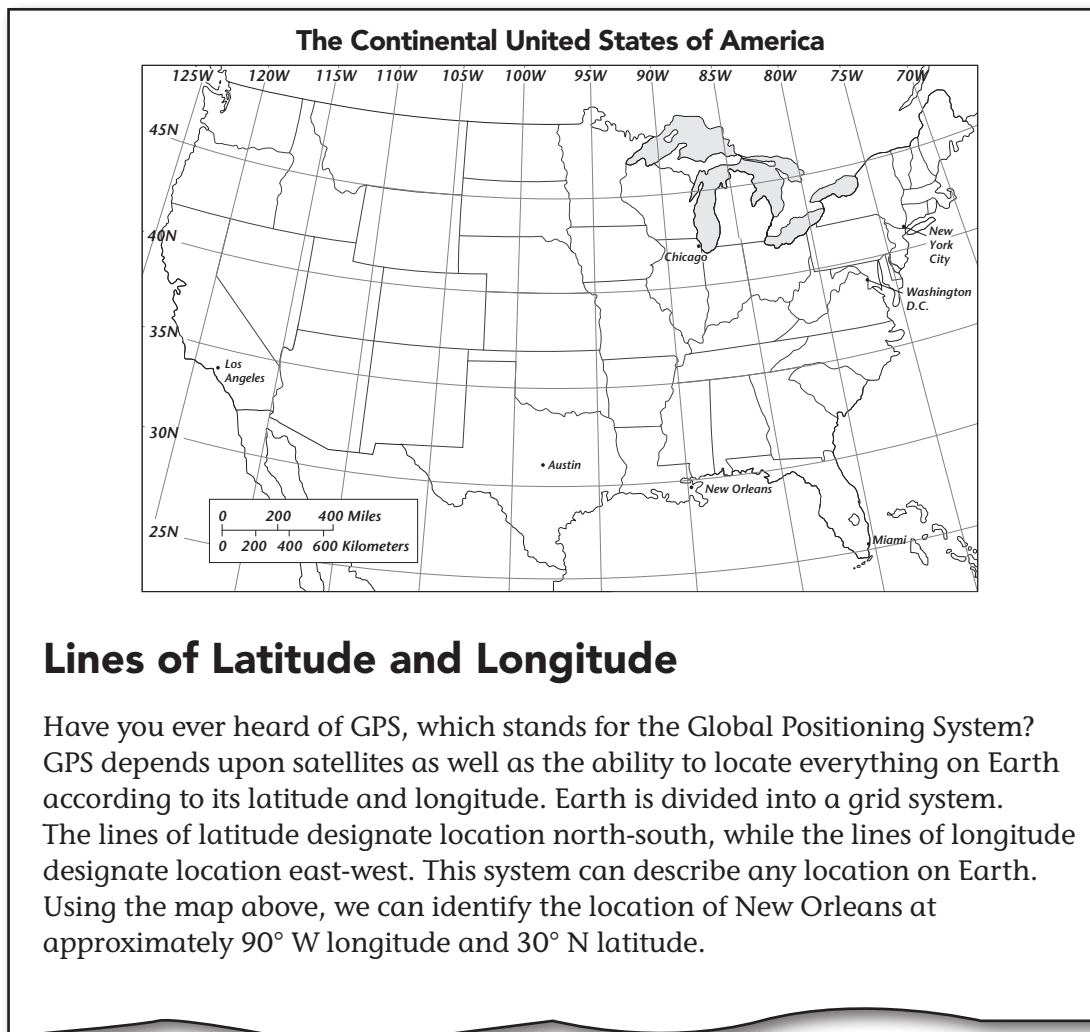 The Continental United States of America
125W 120W 115W 110W 105W 100W 95W 90W 85W 80W 75W 70W
45N
40N
New
York
City
Chicago
Washington
D.C.
35N
Los
Angeles
30N
Austin
New Orleans
0 200 400 Miles
25N
Miami
0 200 400 600 Kilometers
Lines of Latitude and Longitude
Have you ever heard of GPS, which stands for the Global Positioning System?
GPS depends upon satellites as well as the ability to locate everything on Earth
according to its latitude and longitude. Earth is divided into a grid system.
The lines of latitude designate location north-south, while the lines of longitude
designate location east-west. This system can describe any location on Earth.
Using the map above, we can identify the location of New Orleans at
approximately 90° W longitude and 30° N latitude.